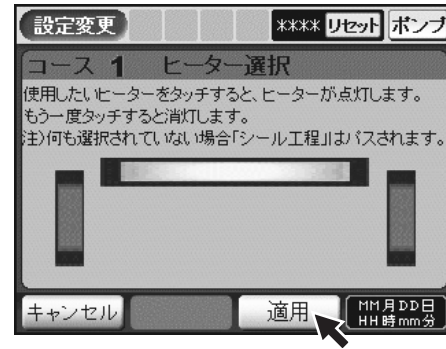 設定変更 ****リセット ポンプ
コース 1 ヒーター選択
使用したいヒーターをタッチすると、ヒーターが点灯します。
もう一度タッチすると消灯します。
注)何も選択されていない場合「シール工程」はパスされます。
キャンセル 適用 MM月DD日
HH時mm分